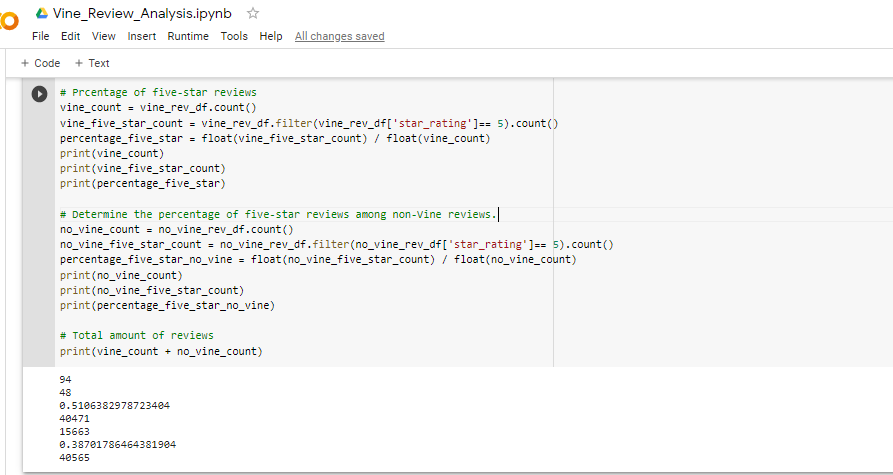 Vine_Review_Analysis.ipynb
File Edit View Insert Runtime Tools Help All changes saved
+ Code + Text
# Prcentage of five-star reviews
vine_count = vine_rev_df.count()
vine_five_star_count = vine_rev_df.filter(vine_rev_df['star_rating']== 5).count()
percentage_five_star = float(vine_five_star_count) / float(vine_count)
print(vine_count)
print(vine_five_star_count)
print(percentage_five_star)
# Determine the percentage of five-star reviews among non-Vine reviews.
no_vine_count = no_vine_rev_df.count()
no_vine_five_star_count = no_vine_rev_df.filter(no_vine_rev_df['star_rating']== 5).count()
percentage_five_star_no_vine = float(no_vine_five_star_count) / float(no_vine_count)
print(no_vine_count)
print(no_vine_five_star_count)
print(percentage_five_star_no_vine)
# Total amount of reviews
print(vine_count + no_vine_count)
94
48
0.5106382978723404
40471
15663
0.38701786464381904
40565